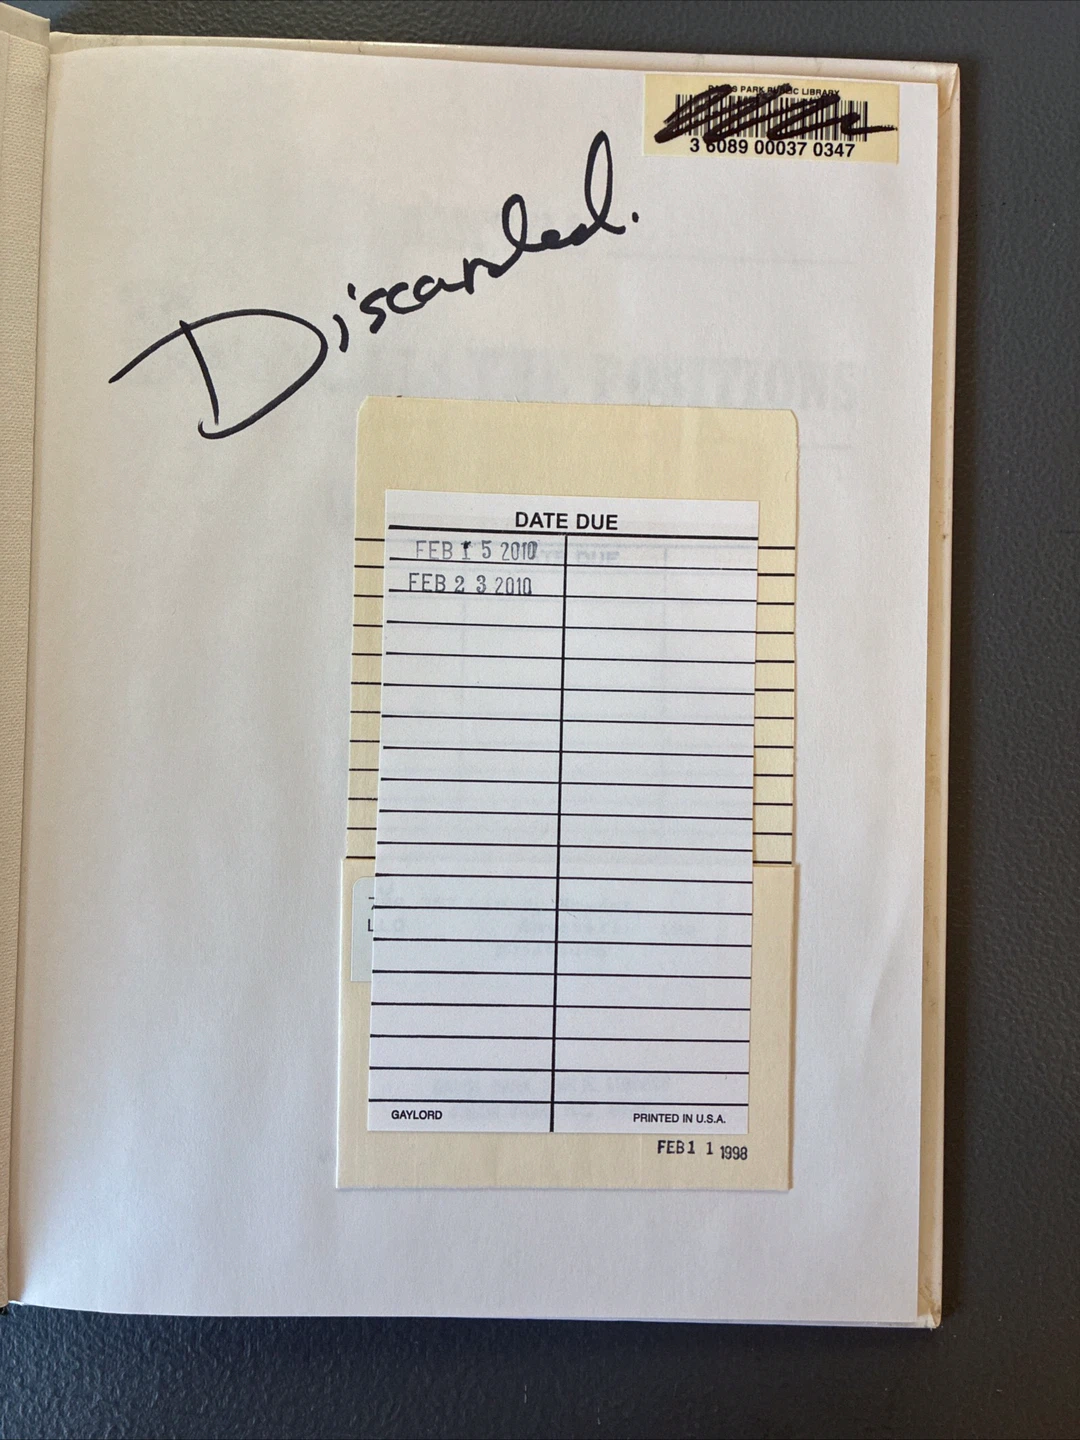 PARK PUBLIC LIBRARY
3 6089 00037 0347
Discarded.
DATE DUE
FEB 15 2010
FEB 23 2010
LLO
GAYLORD
PRINTED IN U.S.A.
FEB 11 1998